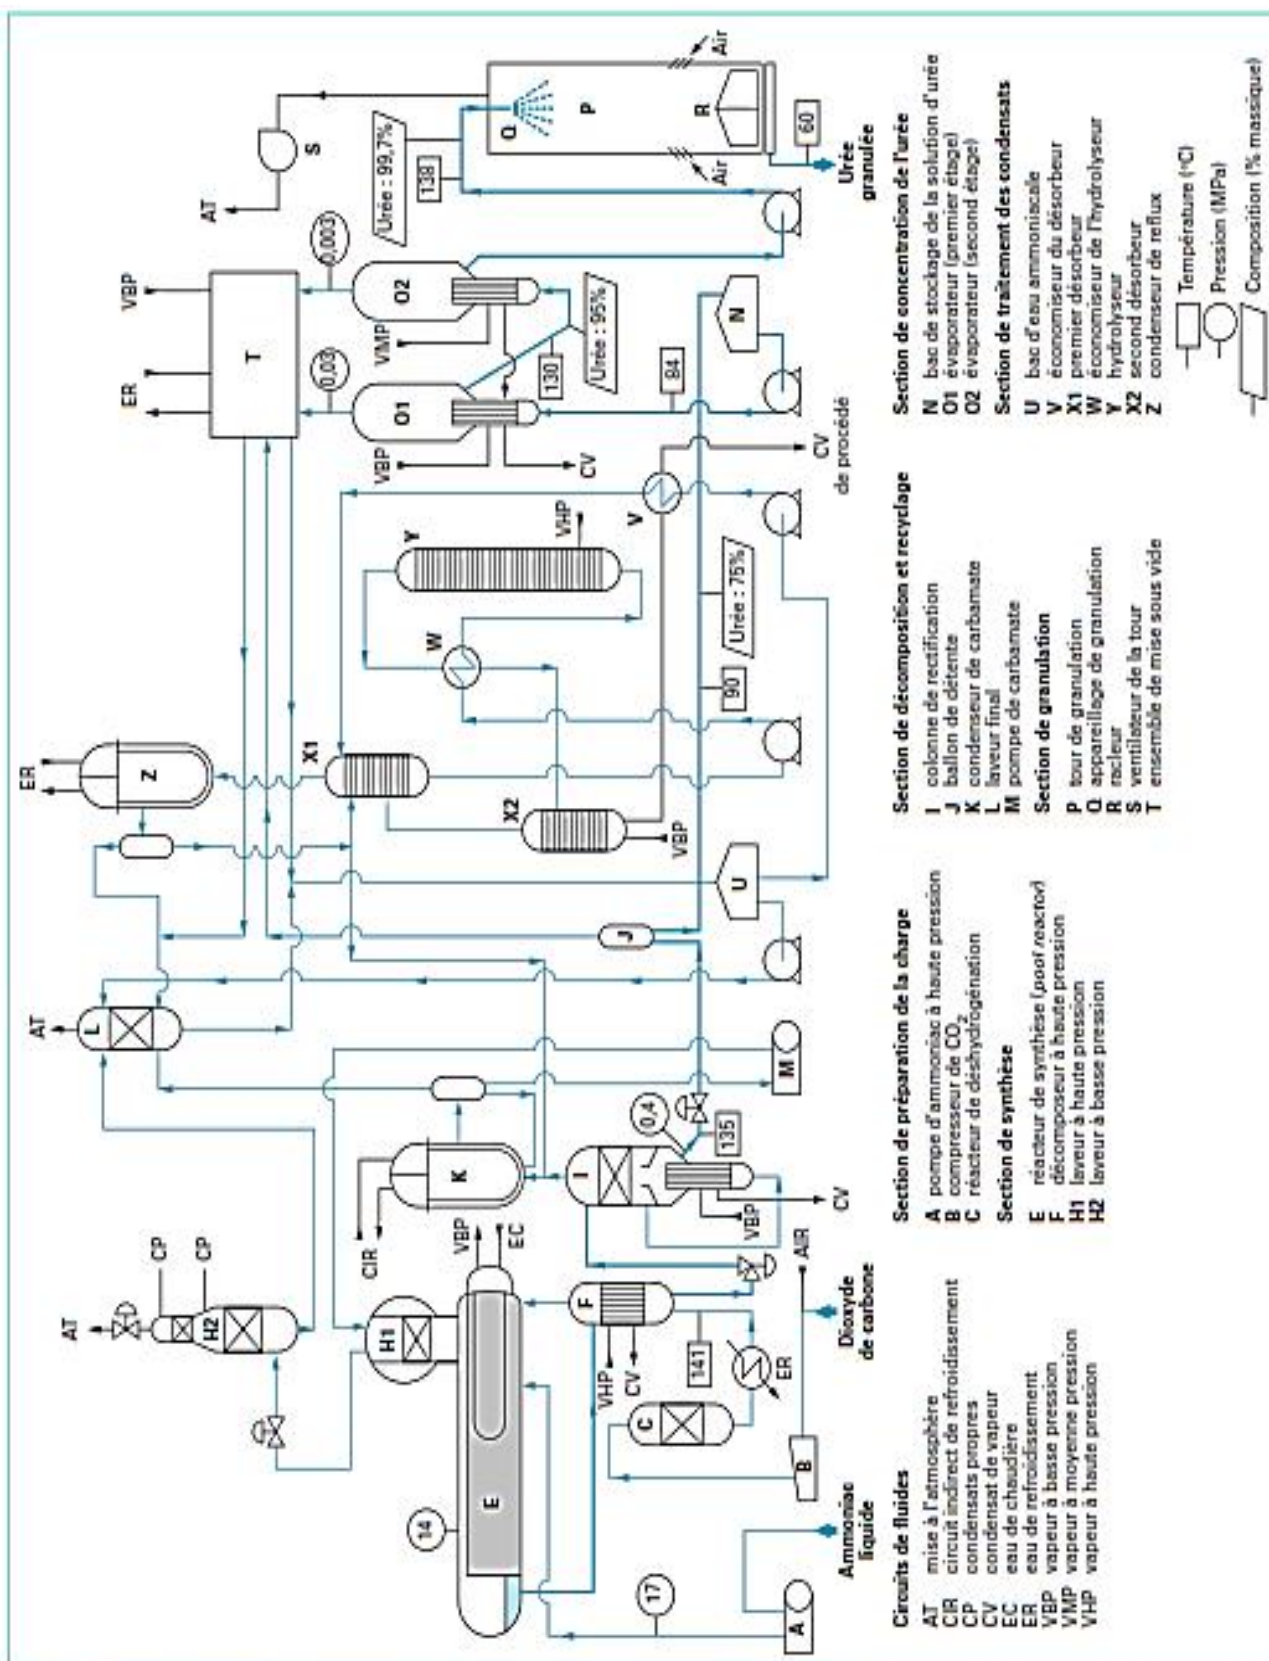 AT
CP
CP
H2
AT
L
ER
Z
ER
VBP
T
AT
S
0,03
0,003
138
Urée : 99,7%
Q
P
R
Air
Air
60
Urée
granulée
14
17
E
H1
CIR
K
VBP
EC
X1
X2
VBP
W
Y
VHP
V
VBP
O1
CV
VMP
O2
130
Urée : 95%
84
N
CV
de procédé
Urée : 75%
90
U
J
M
0,4
135
I
VBP
CV
F
VHP
CV
141
ER
C
B
AIR
Dioxyde
de carbone
Ammoniac
liquide
A
Circuits de fluides
AT mise à l'atmosphère
CIR circuit indirect de refroidissement
CP condensats propres
CV condensat de vapeur
EC eau de chaudière
ER eau de refroidissement
VBP vapeur à basse pression
VMP vapeur à moyenne pression
VHP vapeur à haute pression
Section de préparation de la charge
A pompe d'ammoniac à haute pression
B compresseur de CO2
C réacteur de déshydrogénation
Section de synthèse
E réacteur de synthèse (pool reactor)
F décomposeur à haute pression
H1 laveur à haute pression
H2 laveur à basse pression
Section de décomposition et recyclage
I colonne de rectification
J ballon de détente
K condenseur de carbamate
L laveur final
M pompe de carbamate
Section de granulation
P tour de granulation
Q appareillage de granulation
R racleur
S ventilateur de la tour
T ensemble de mise sous vide
Section de concentration de l'urée
N bac de stockage de la solution d'urée
O1 évaporateur (premier étage)
O2 évaporateur (second étage)
Section de traitement des condensats
U bac d'eau ammoniacale
V économiseur du désorbeur
X1 premier désorbeur
W économiseur de l'hydrolyseur
Y hydrolyseur
X2 second désorbeur
Z condenseur de reflux
Température (°C)
Pression (MPa)
Composition (% massique)